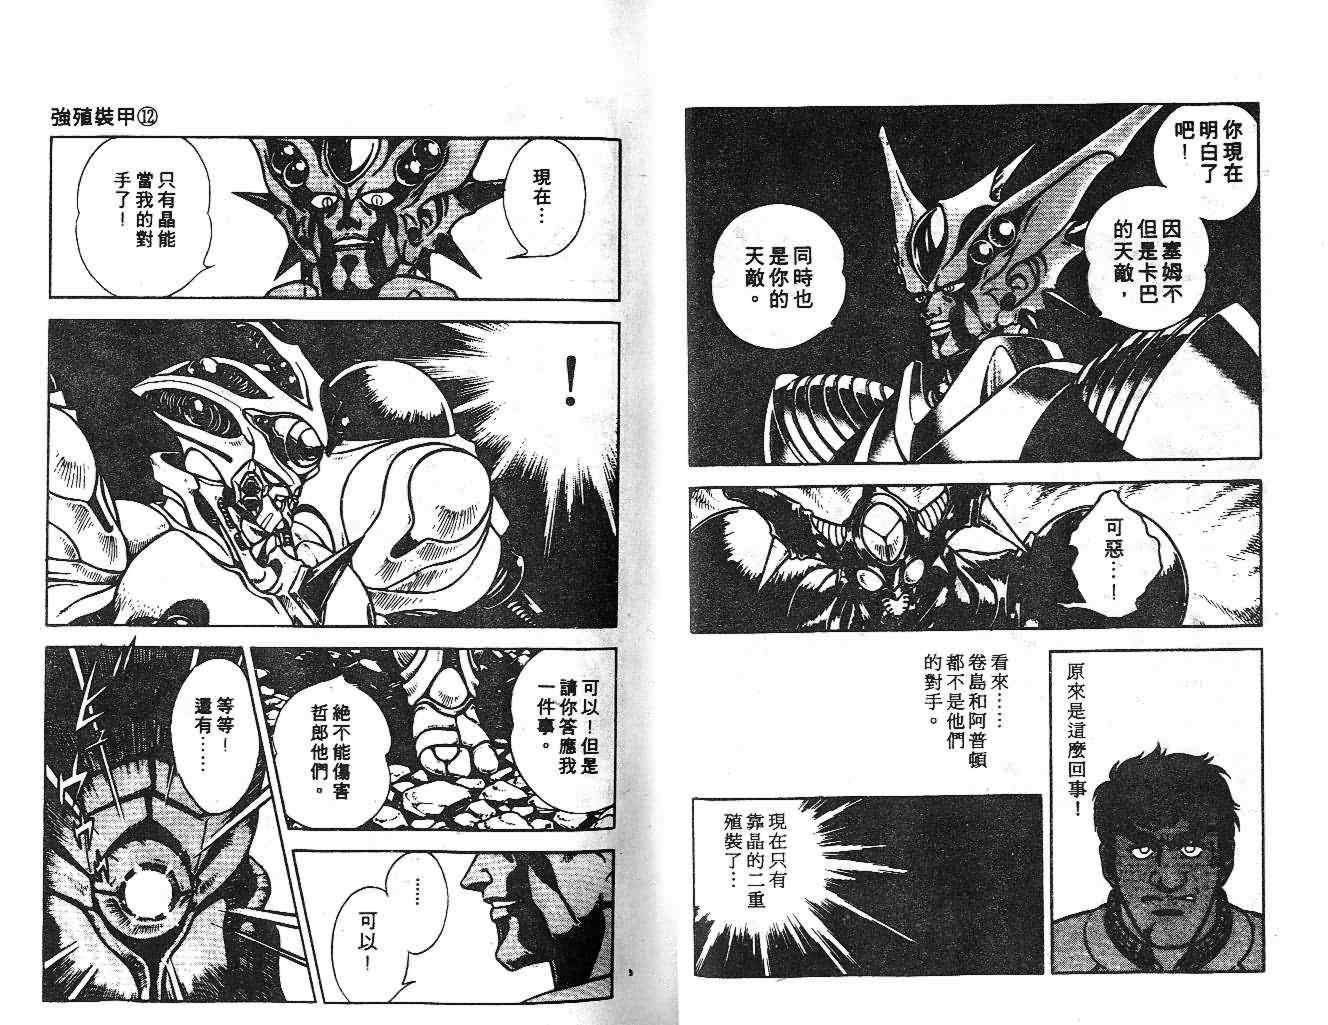 你現在
明白了
吧！
因塞姆不
但是卡巴
的天敵，
同時也
是你的
天敵。
可惡…！
原來是這麼回事！
看來……
卷島和阿普頓
都不是他們
的對手。
現在只有
靠晶的二重
殖裝了…
強殖裝甲⑫
現在…
只有晶能
當我的對
手了！
！
可以！但是
請你答應我
一件事。
絕不能傷害
哲郎他們。
等等！
還有……
……
可以！